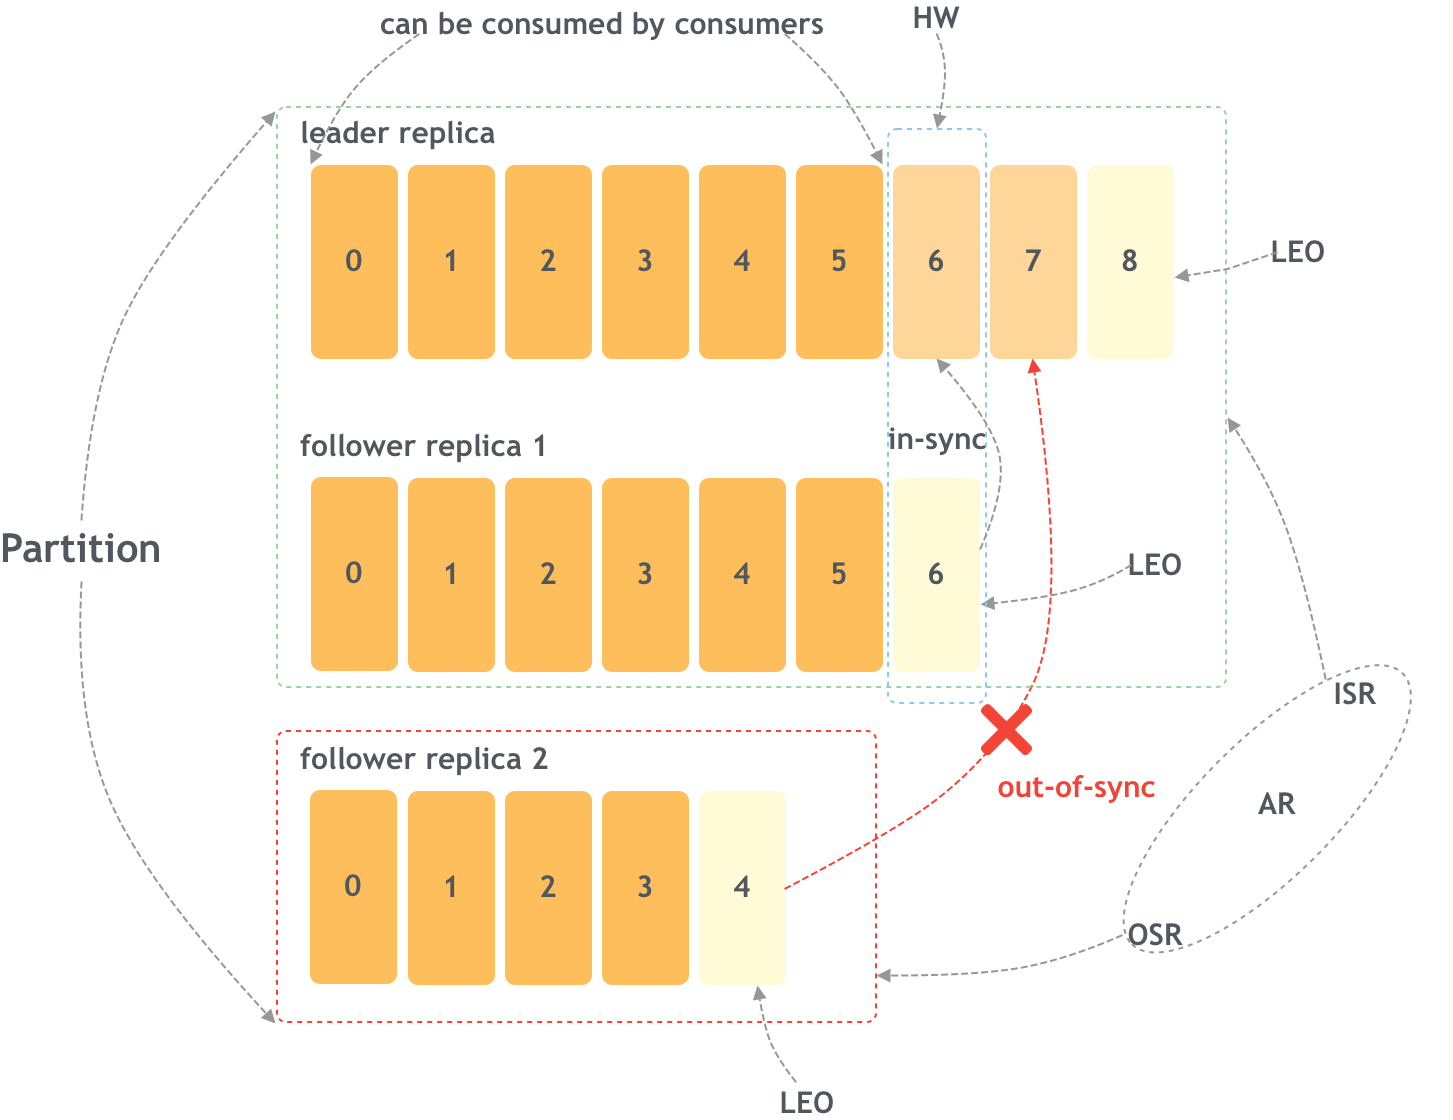 can be consumed by consumers
HW
leader replica
0 1 2 3 4 5 6 7 8
LEO
follower replica 1
in-sync
0 1 2 3 4 5 6
LEO
Partition
ISR
follower replica 2
out-of-sync
AR
0 1 2 3 4
OSR
LEO